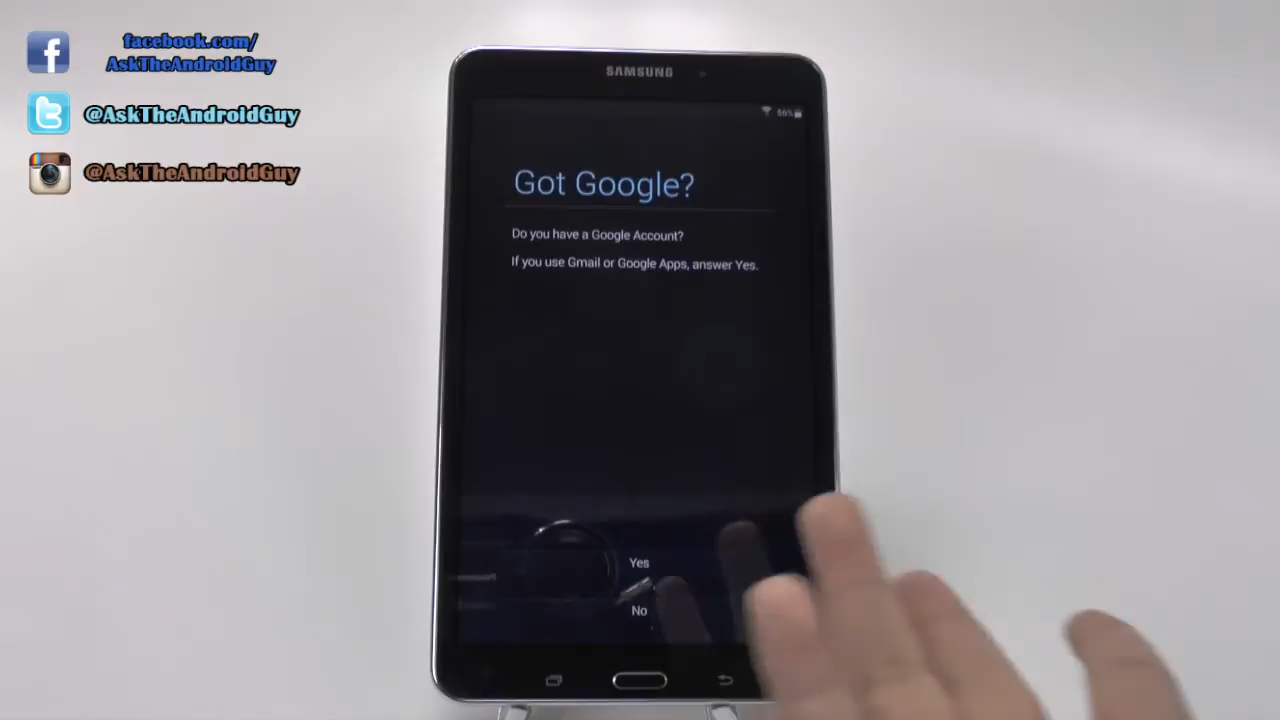 facebook.com/
AskTheAndroidGuy
@AskTheAndroidGuy
@AskTheAndroidGuy
SAMSUNG
66%
Got Google?
Do you have a Google Account?
If you use Gmail or Google Apps, answer Yes.
Yes
No